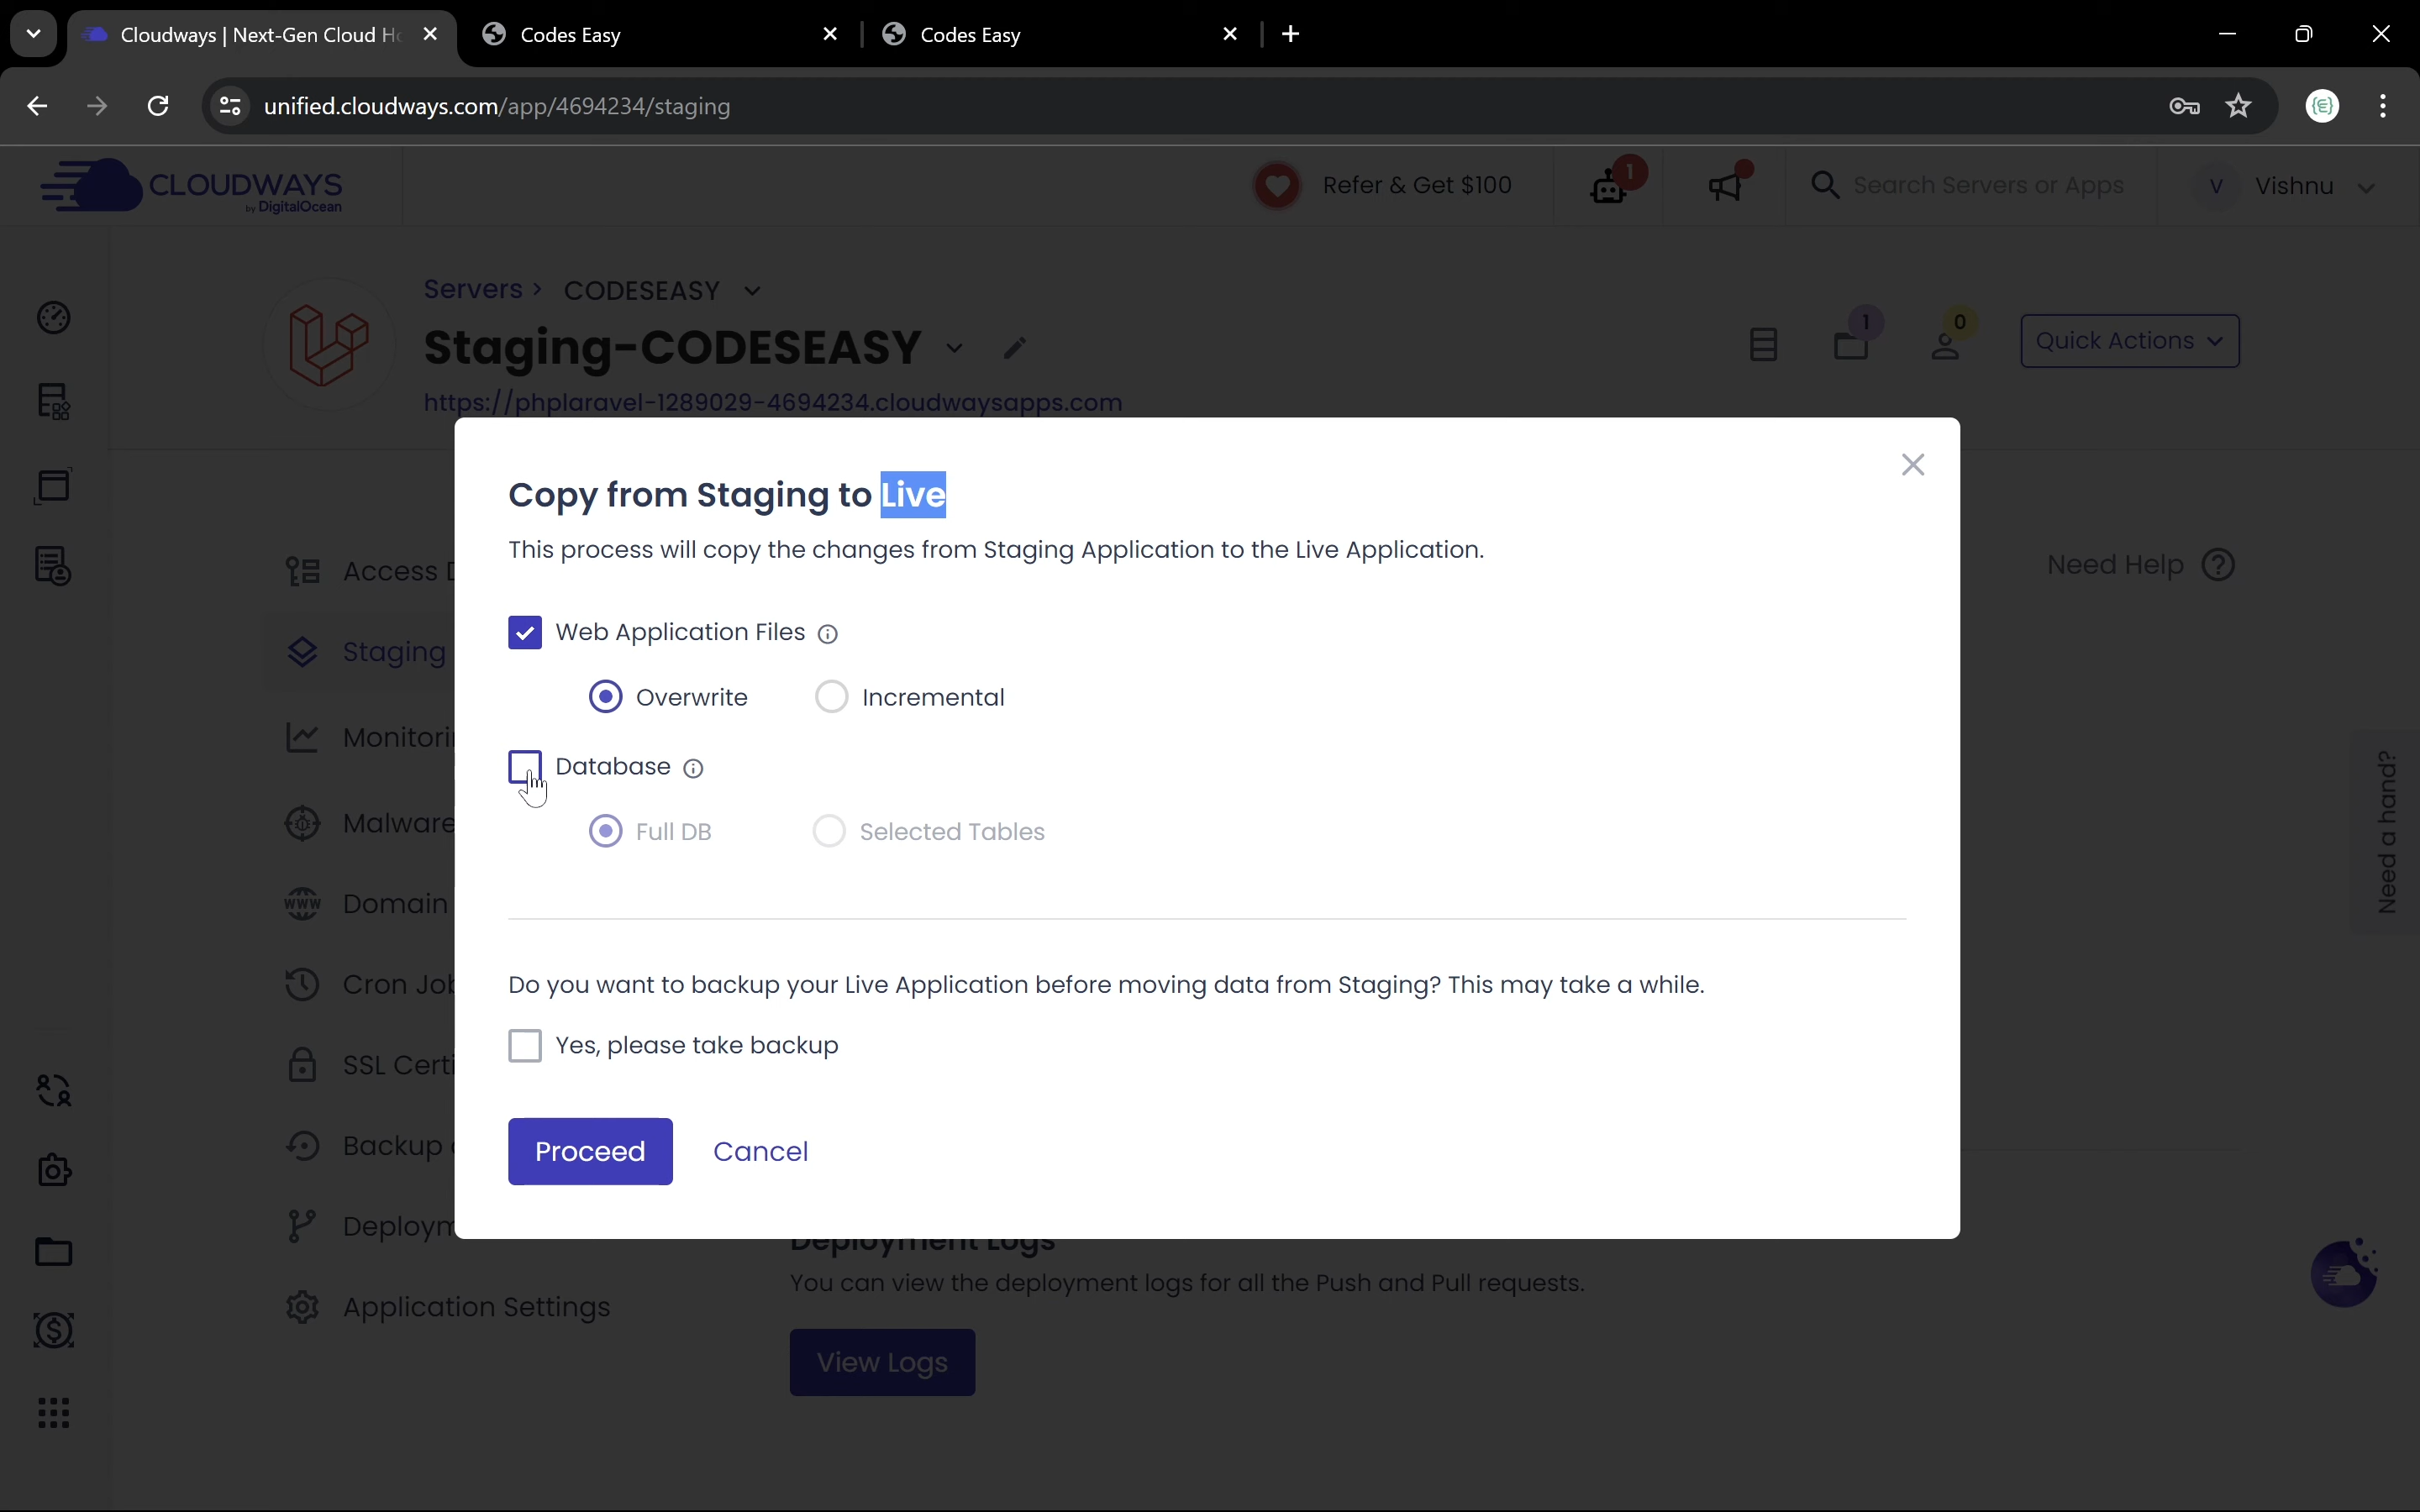 Cloudways | Next-Gen Cloud H
Codes Easy
Codes Easy
unified.cloudways.com/app/4694234/staging
CLOUDWAYS
by DigitalOcean
Refer & Get $100
1
Search Servers or Apps
V
Vishnu
Servers > CODESEASY
Staging-CODESEASY
https://phplaravel-1289029-4694234.cloudwaysapps.com
1
0
Quick Actions
Copy from Staging to Live
This process will copy the changes from Staging Application to the Live Application.
Access D
Need Help
Web Application Files
Staging
Overwrite
Incremental
Monitorin
Database
Need a hand?
Malware
Full DB
Selected Tables
www
Domain
Do you want to backup your Live Application before moving data from Staging? This may take a while.
Cron Job
Yes, please take backup
SSL Certi
Proceed
Cancel
Backup
Deploym
Deployment Logs
You can view the deployment logs for all the Push and Pull requests.
Application Settings
View Logs